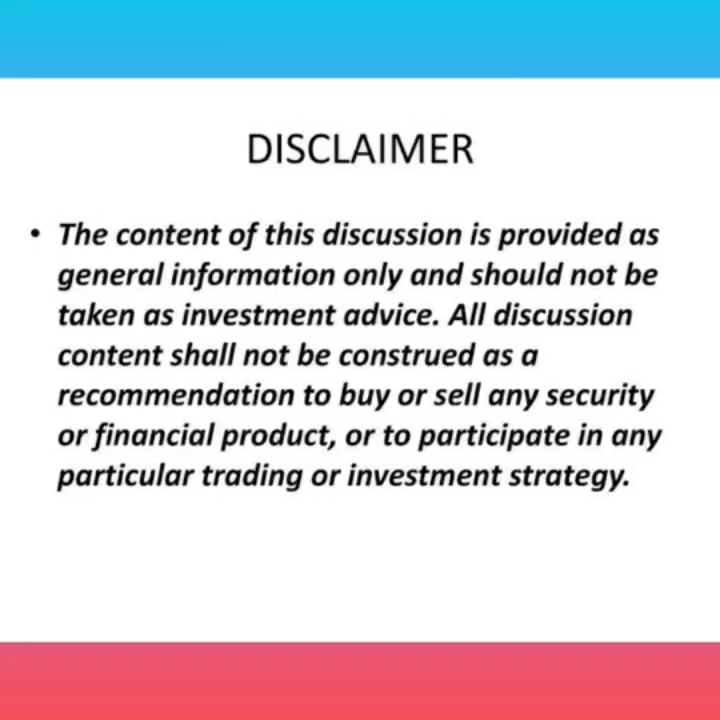 DISCLAIMER
• The content of this discussion is provided as
general information only and should not be
taken as investment advice. All discussion
content shall not be construed as a
recommendation to buy or sell any security
or financial product, or to participate in any
particular trading or investment strategy.